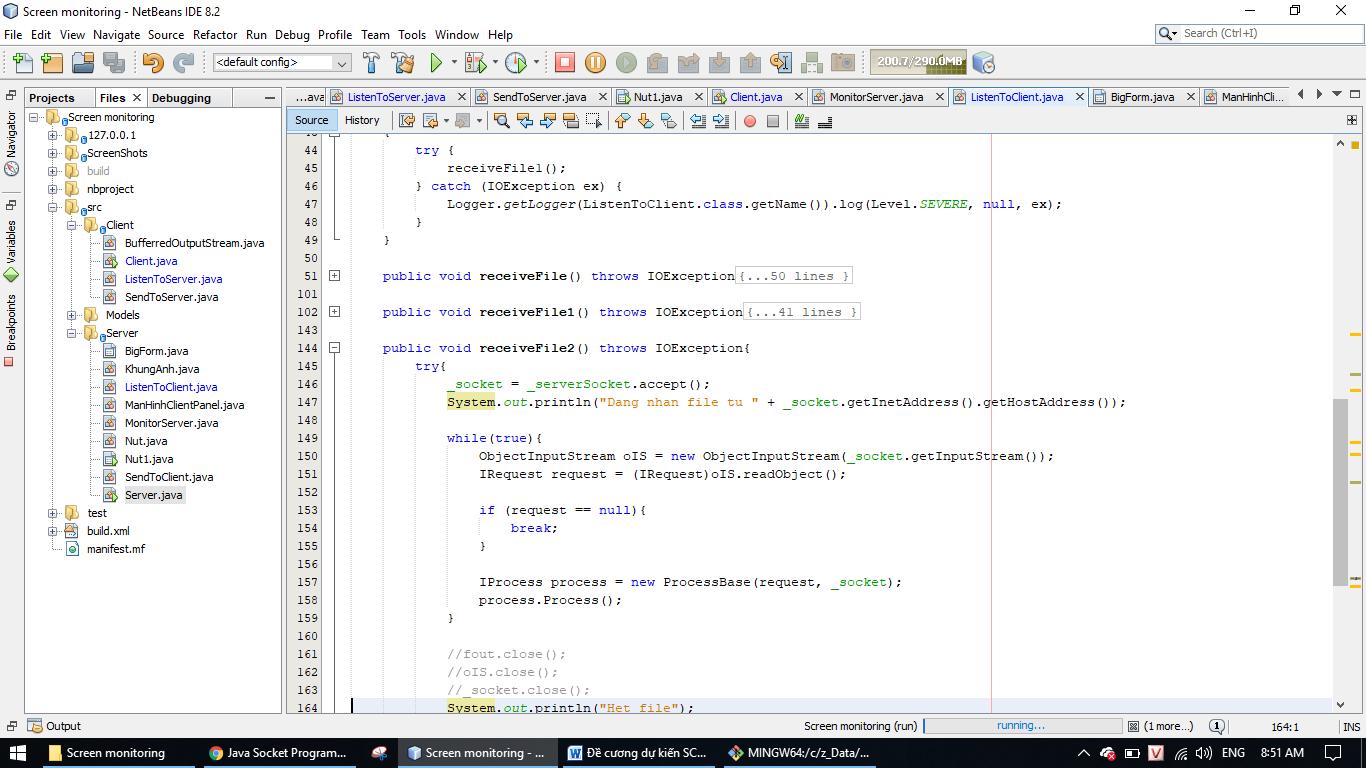 Screen monitoring - NetBeans IDE 8.2
File Edit View Navigate Source Refactor Run Debug Profile Team Tools Window Help
Search (Ctrl+I)
<default config>
200.7/290.0MB
Projects Files Debugging
...ava ListenToServer.java SendToServer.java Nut1.java Client.java MonitorServer.java ListenToClient.java BigForm.java ManHinhCli...
Source History
Navigator
Variables
Breakpoints
Screen monitoring
127.0.0.1
ScreenShots
build
nbproject
src
Client
BufferredOutputStream.java
Client.java
ListenToServer.java
SendToServer.java
Models
Server
BigForm.java
KhungAnh.java
ListenToClient.java
ManHinhClientPanel.java
MonitorServer.java
Nut.java
Nut1.java
SendToClient.java
Server.java
test
build.xml
manifest.mf
43 {
44 try {
45 receiveFile1();
46 } catch (IOException ex) {
47 Logger.getLogger(ListenToClient.class.getName()).log(Level.SEVERE, null, ex);
48 }
49 }
50
51 public void receiveFile() throws IOException{...50 lines }
101
102 public void receiveFile1() throws IOException{...41 lines }
143
144 public void receiveFile2() throws IOException{
145 try{
146 _socket = _serverSocket.accept();
147 System.out.println("Dang nhan file tu " + _socket.getInetAddress().getHostAddress());
148
149 while(true){
150 ObjectInputStream oIS = new ObjectInputStream(_socket.getInputStream());
151 IRequest request = (IRequest)oIS.readObject();
152
153 if (request == null){
154 break;
155 }
156
157 IProcess process = new ProcessBase(request, _socket);
158 process.Process();
159 }
160
161 //fout.close();
162 //oIS.close();
163 //_socket.close();
164 System.out.println("Het file");
Output
Screen monitoring (run) running... (1 more...) 1 164:1 INS
Screen monitoring
Java Socket Program...
Screen monitoring - ...
Đề cương dự kiến SC...
MINGW64:/c/z_Data/...
V ENG 8:51 AM